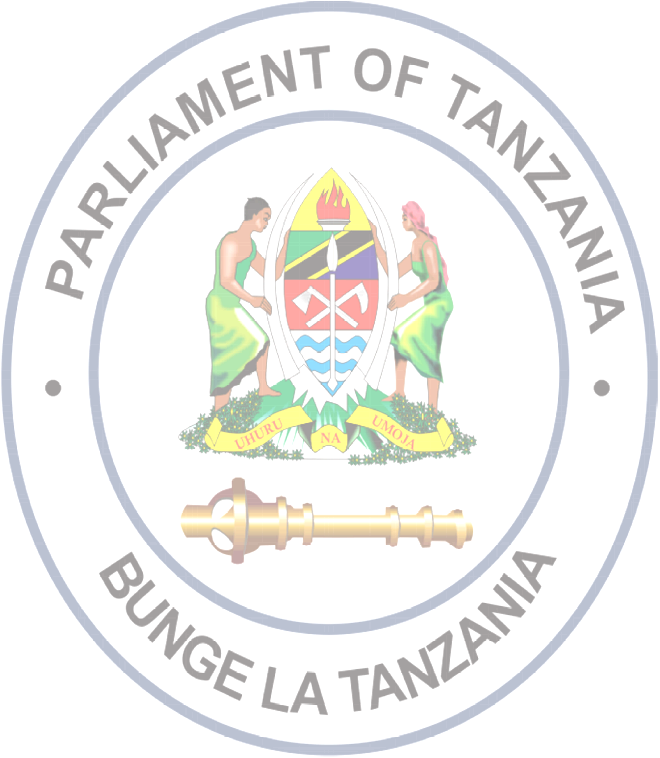 PARLIAMENT OF TANZANIA
UHURU NA UMOJA
BUNGE LA TANZANIA